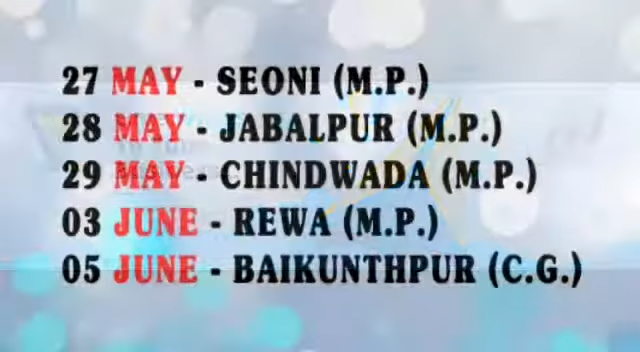 27 MAY - SEONI (M.P.)
28 MAY - JABALPUR (M.P.)
29 MAY - CHINDWADA (M.P.)
03 JUNE - REWA (M.P.)
05 JUNE - BAIKUNTHPUR (C.G.)